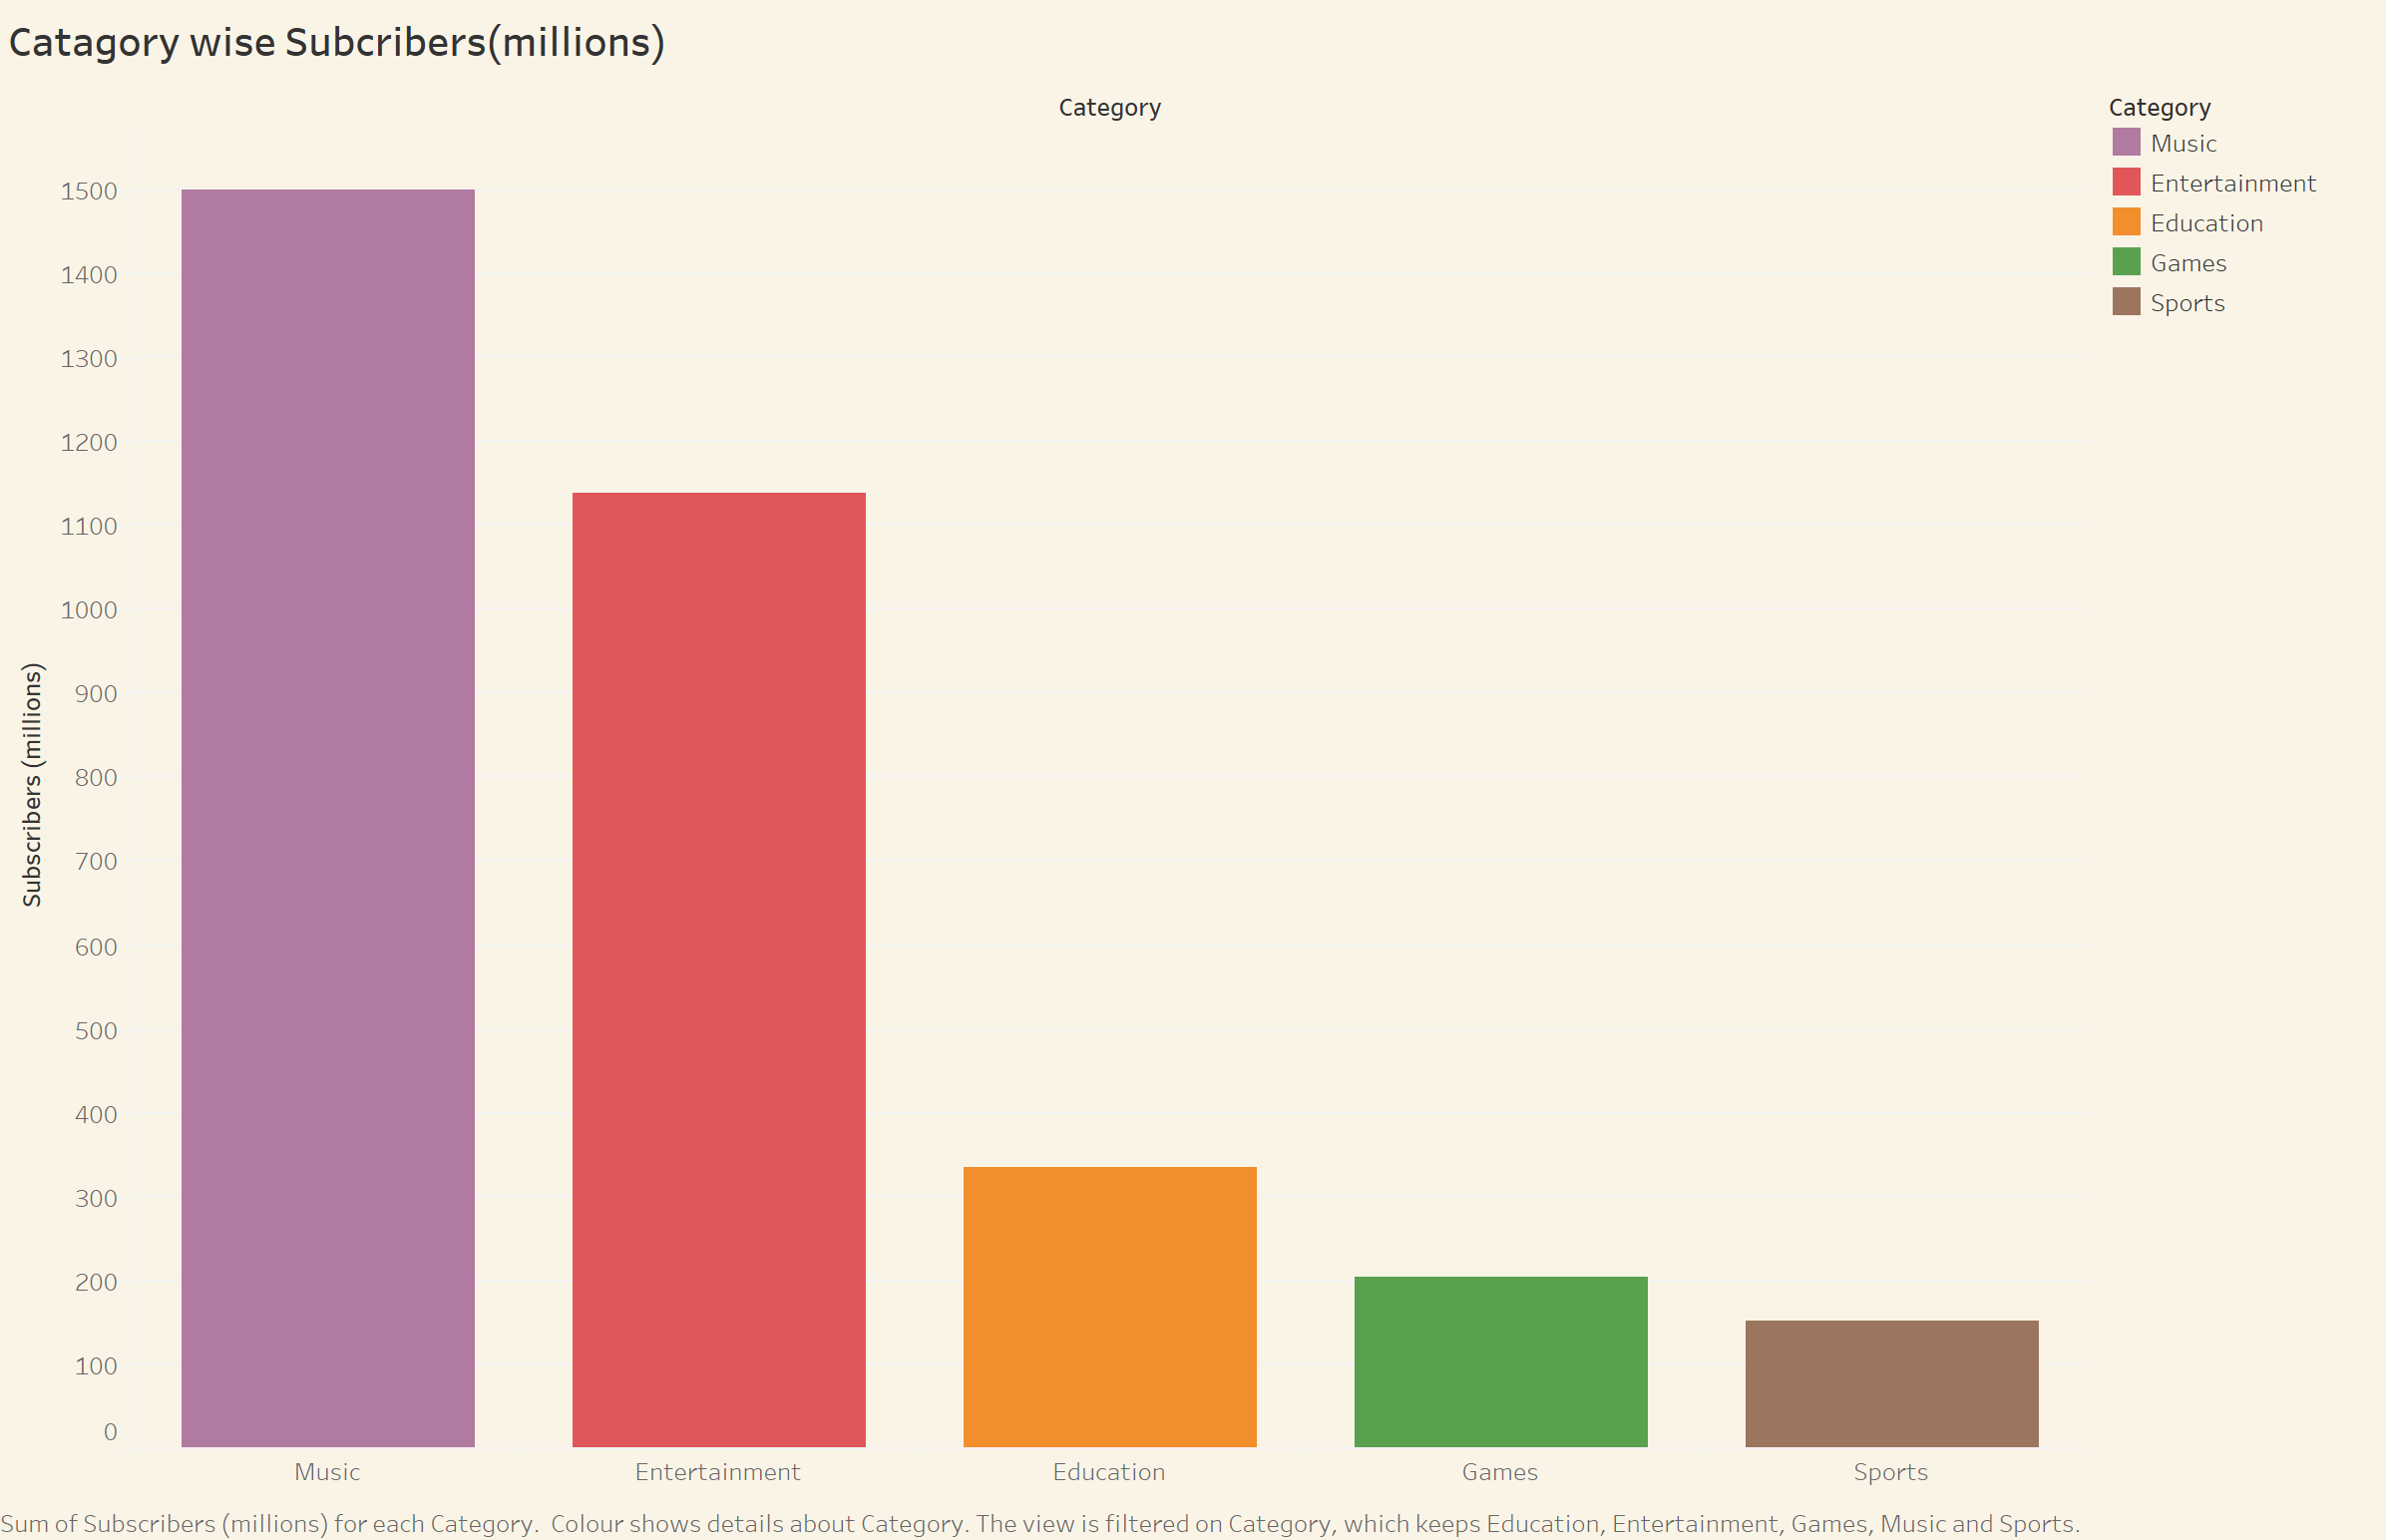 Catagory wise Subcribers(millions)
Category
Category
Music
Entertainment
Education
Games
Sports
Subscribers (millions)
1500
1400
1300
1200
1100
1000
900
800
700
600
500
400
300
200
100
0
Music
Entertainment
Education
Games
Sports
Sum of Subscribers (millions) for each Category.  Colour shows details about Category. The view is filtered on Category, which keeps Education, Entertainment, Games, Music and Sports.